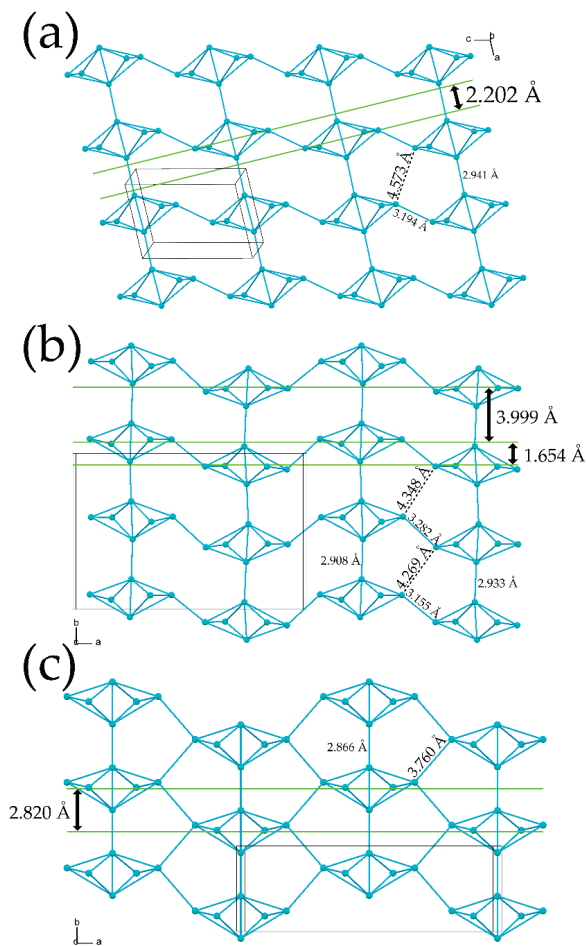 (a)
c
b
a
2.202 Å
4.573 Å
2.941 Å
3.194 Å
(b)
3.999 Å
1.654 Å
4.348 Å
3.282 Å
2.908 Å
4.269 Å
2.933 Å
3.155 Å
b
c a
(c)
2.866 Å
3.760 Å
2.820 Å
b
c a